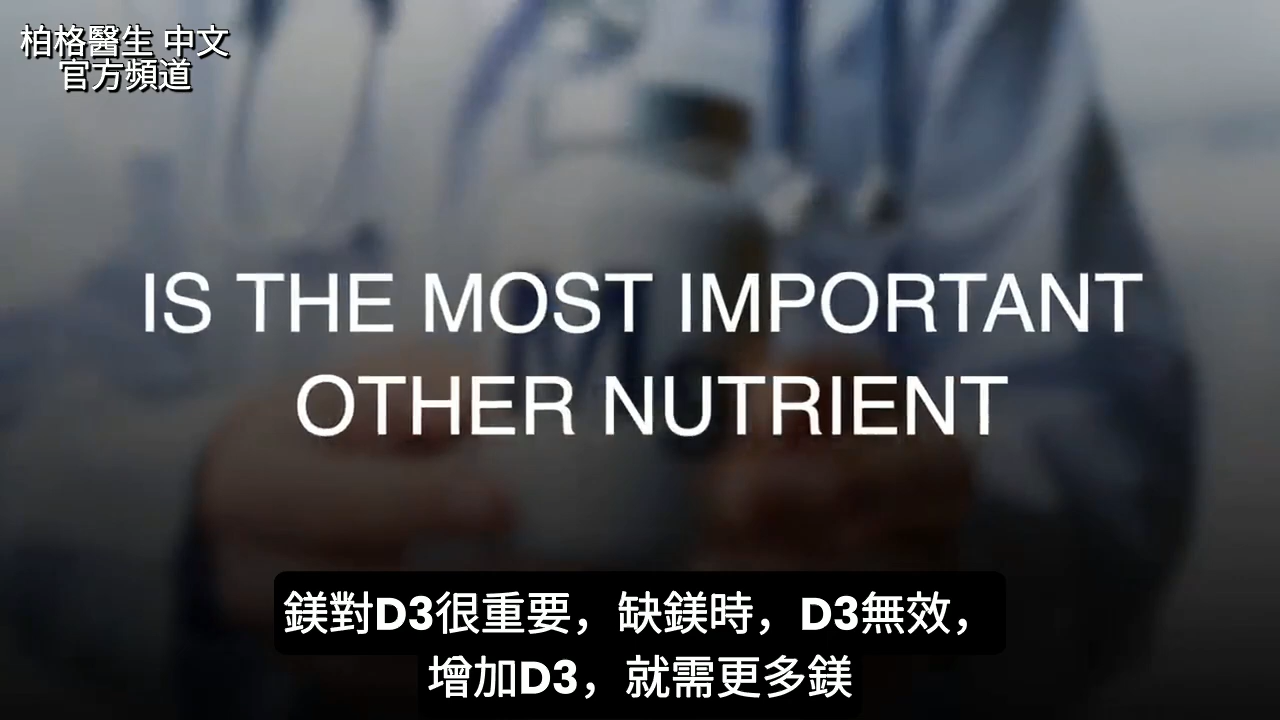 柏格醫生 中文
官方頻道
IS THE MOST IMPORTANT
OTHER NUTRIENT
鎂對D3很重要，缺鎂時，D3無效，
增加D3，就需更多鎂